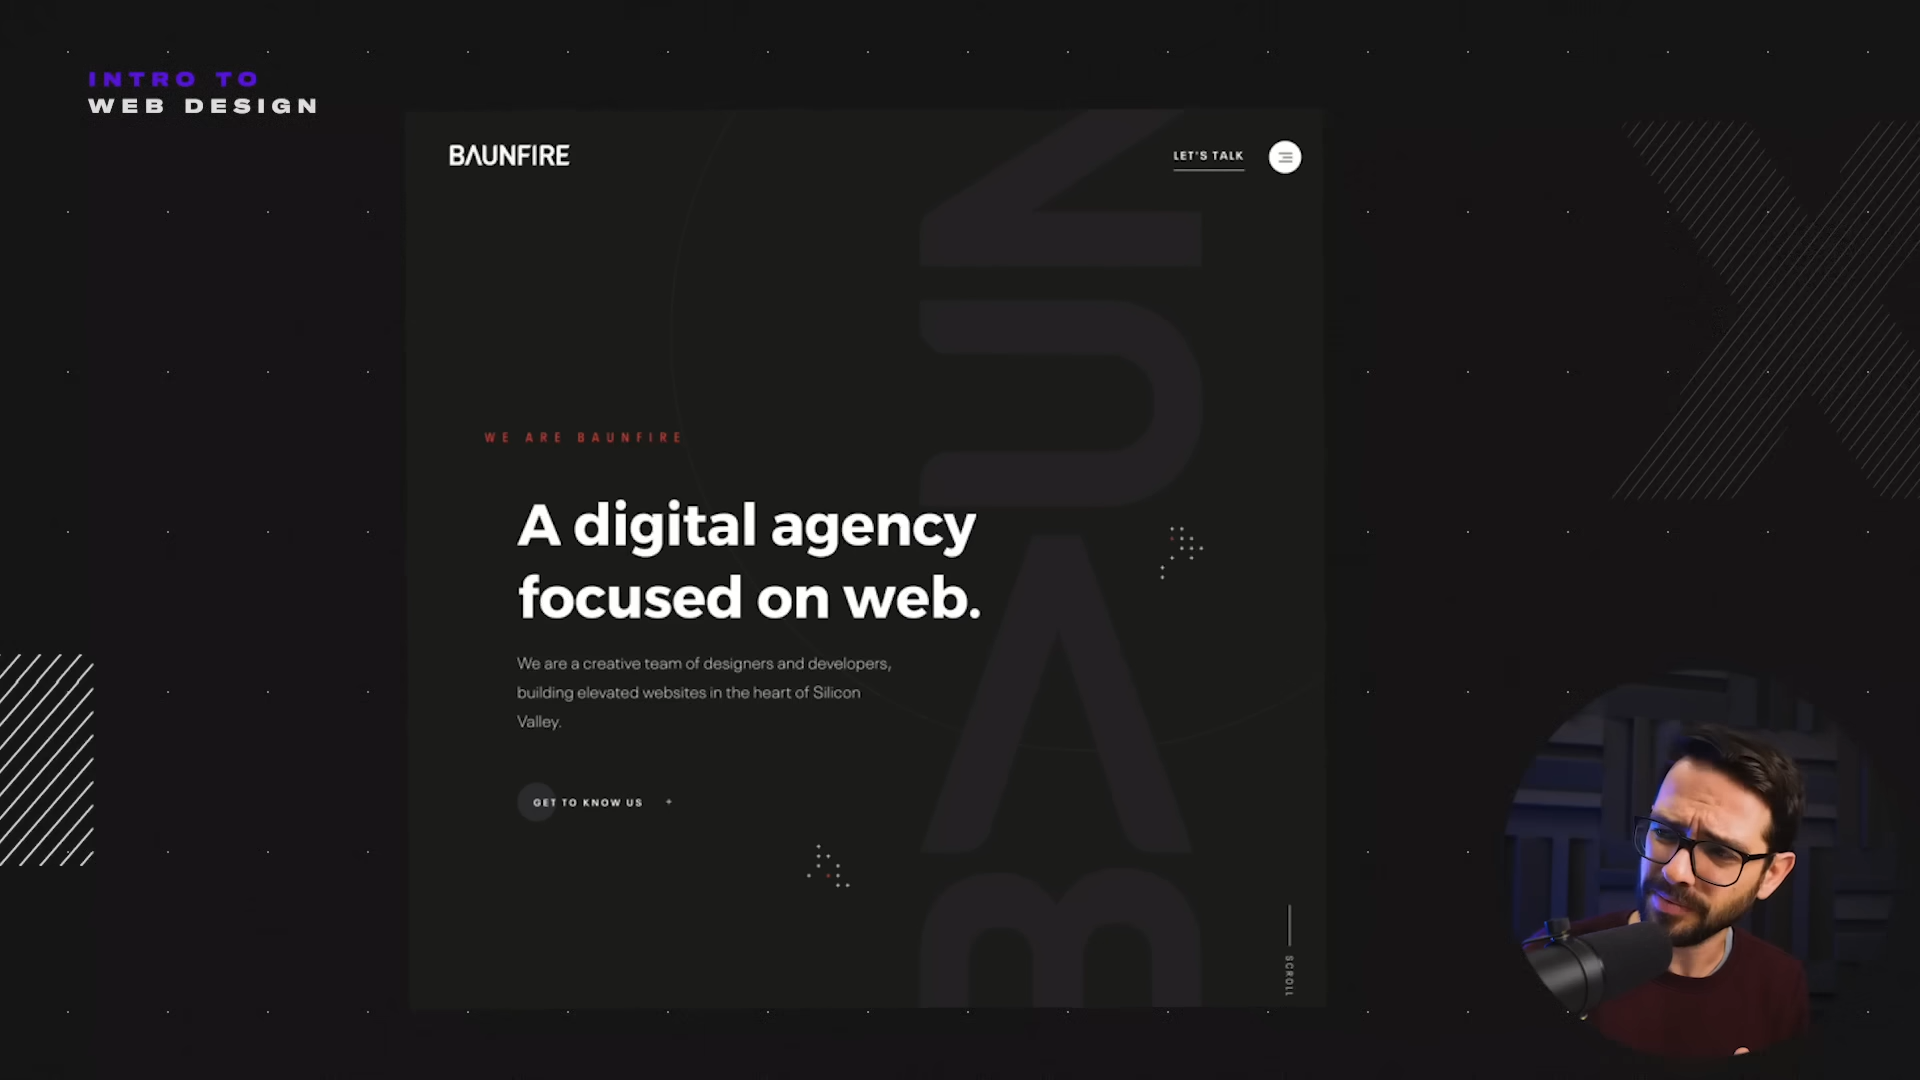 INTRO TO
WEB DESIGN
BAUNFIRE
LET'S TALK
WE ARE BAUNFIRE
A digital agency
focused on web.
We are a creative team of designers and developers,
building elevated websites in the heart of Silicon
Valley.
GET TO KNOW US +
SCROLL
BAUN